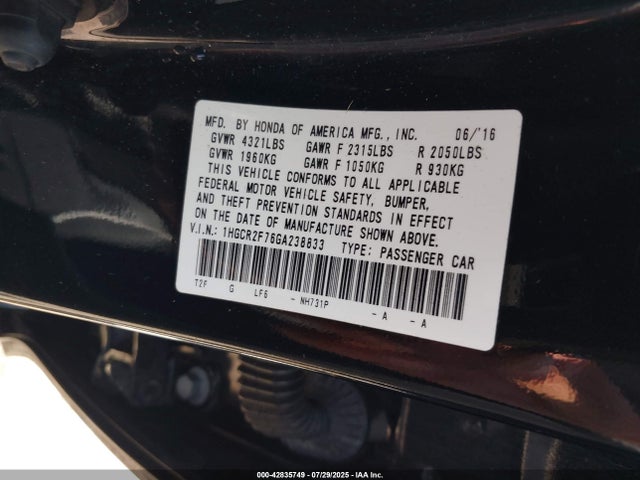 MFD. BY HONDA OF AMERICA MFG., INC. 06/'16
GVWR 4321LBS GAWR F 2315LBS R 2050LBS
GVWR 1960KG GAWR F 1050KG R 930KG
THIS VEHICLE CONFORMS TO ALL APPLICABLE
FEDERAL MOTOR VEHICLE SAFETY, BUMPER,
AND THEFT PREVENTION STANDARDS IN EFFECT
ON THE DATE OF MANUFACTURE SHOWN ABOVE.
V.I.N.: 1HGCR2F76GA238833 TYPE: PASSENGER CAR
T2F G LF6 - NH731P - A - A
000-42835749 - 07/29/2025 - IAA Inc.